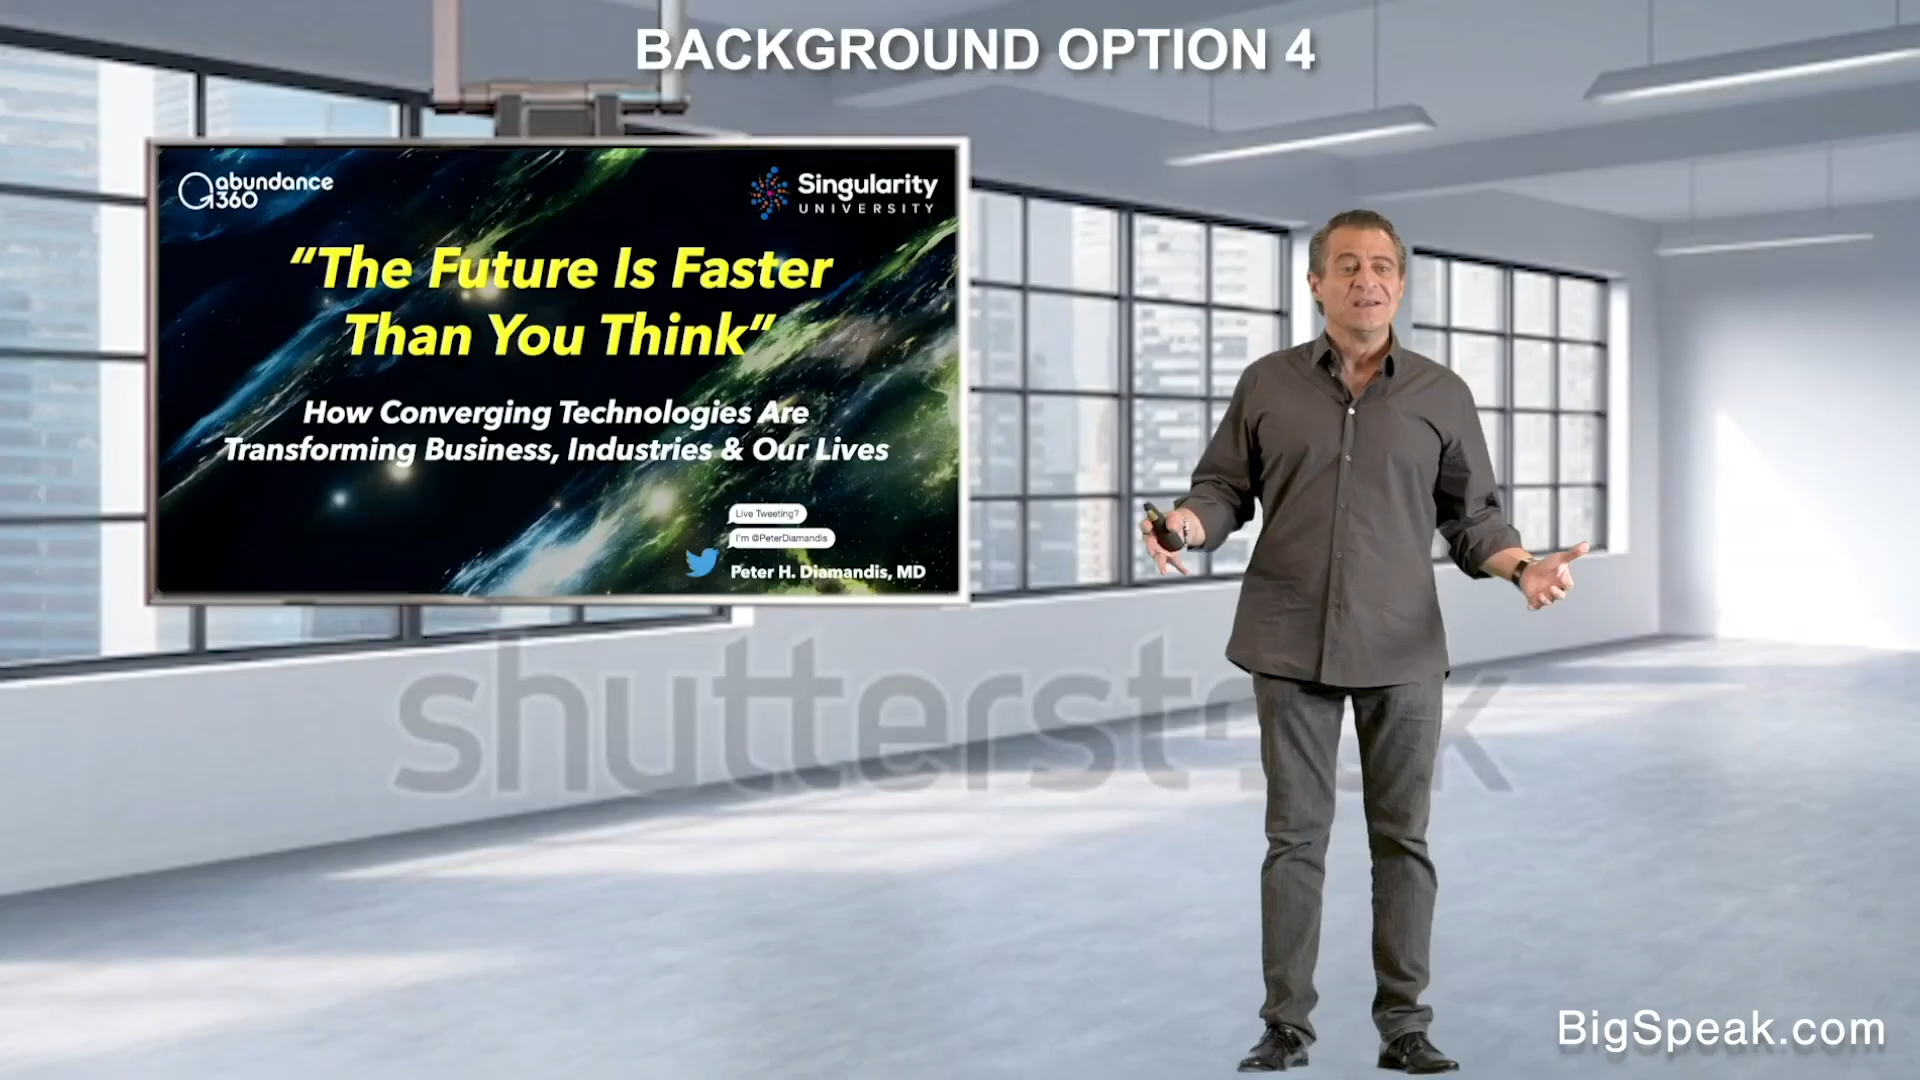 BACKGROUND OPTION 4
abundance
360
Singularity
UNIVERSITY
“The Future Is Faster
Than You Think”
How Converging Technologies Are
Transforming Business, Industries & Our Lives
Live Tweeting?
I'm @PeterDiamandis
Peter H. Diamandis, MD
shutterst k
BigSpeak.com